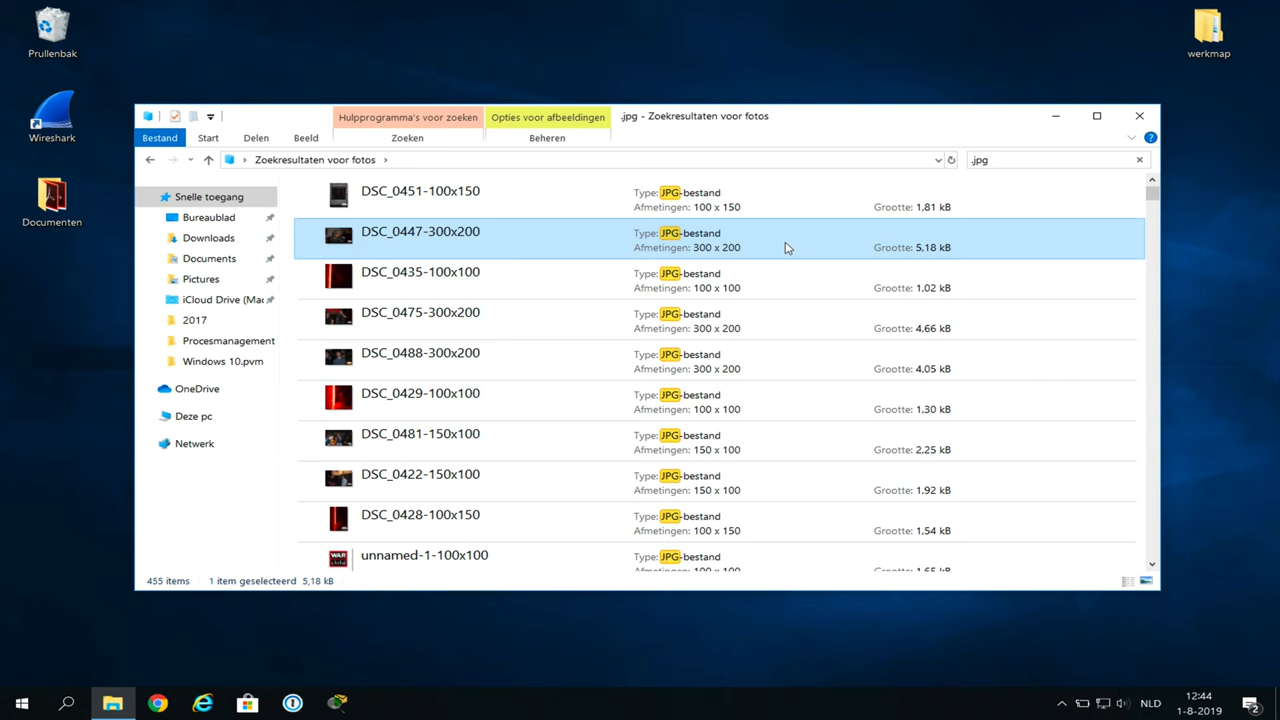 Prullenbak
werkmap
Wireshark
Documenten
Hulpprogramma's voor zoeken
Opties voor afbeeldingen
.jpg - Zoekresultaten voor fotos
Bestand
Start
Delen
Beeld
Zoeken
Beheren
Zoekresultaten voor fotos
.jpg
Snelle toegang
Bureaublad
Downloads
Documents
Pictures
iCloud Drive (Mac
2017
Procesmanagement
Windows 10.pvm
OneDrive
Deze pc
Netwerk
DSC_0451-100x150
Type: JPG-bestand
Afmetingen: 100 x 150
Grootte: 1,81 kB
DSC_0447-300x200
Type: JPG-bestand
Afmetingen: 300 x 200
Grootte: 5,18 kB
DSC_0435-100x100
Type: JPG-bestand
Afmetingen: 100 x 100
Grootte: 1,02 kB
DSC_0475-300x200
Type: JPG-bestand
Afmetingen: 300 x 200
Grootte: 4,66 kB
DSC_0488-300x200
Type: JPG-bestand
Afmetingen: 300 x 200
Grootte: 4,05 kB
DSC_0429-100x100
Type: JPG-bestand
Afmetingen: 100 x 100
Grootte: 1,30 kB
DSC_0481-150x100
Type: JPG-bestand
Afmetingen: 150 x 100
Grootte: 2,25 kB
DSC_0422-150x100
Type: JPG-bestand
Afmetingen: 150 x 100
Grootte: 1,92 kB
DSC_0428-100x150
Type: JPG-bestand
Afmetingen: 100 x 150
Grootte: 1,54 kB
WAR
unnamed-1-100x100
Type: JPG-bestand
Afmetingen: 100 x 100
Grootte: 1,65 kB
455 items
1 item geselecteerd 5,18 kB
NLD
12:44
1-8-2019
2